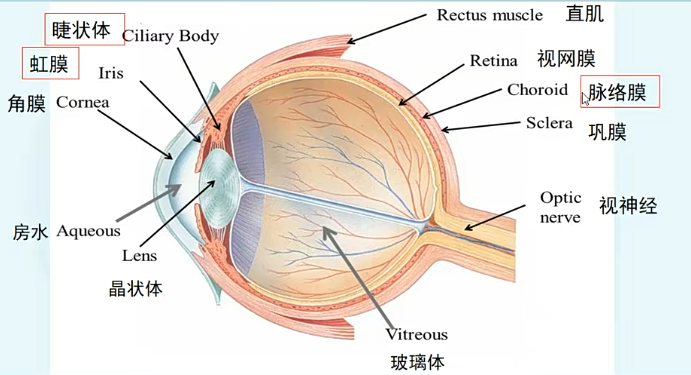 睫状体
Ciliary Body
虹膜
Iris
角膜 Cornea
房水 Aqueous
Lens
晶状体
Rectus muscle 直肌
Retina 视网膜
Choroid 脉络膜
Sclera 巩膜
Optic
nerve 视神经
Vitreous
玻璃体